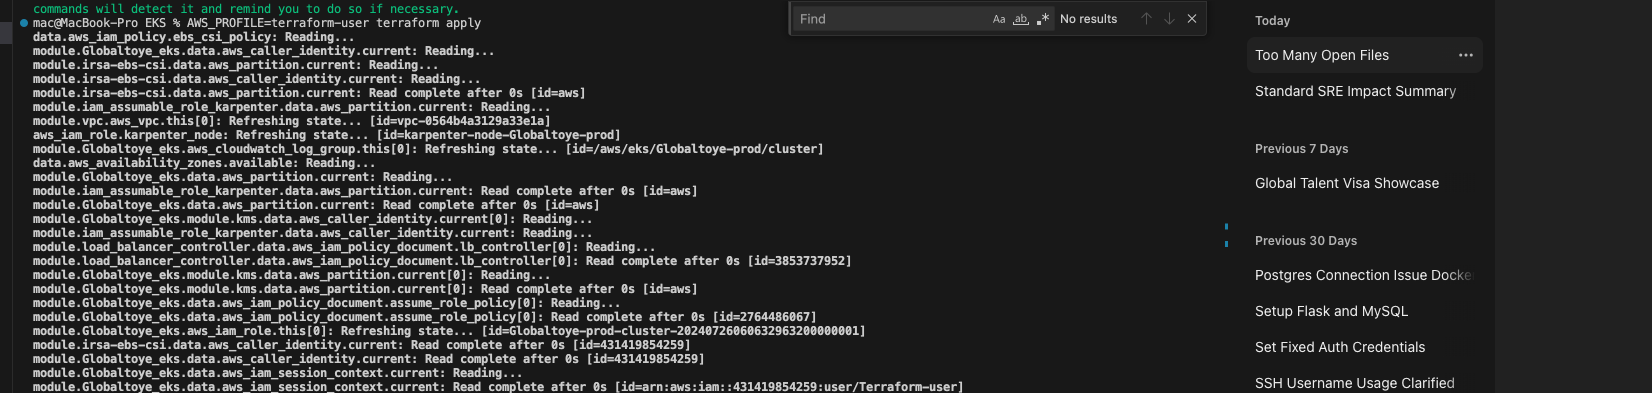 commands will detect it and remind you to do so if necessary.
mac@MacBook-Pro EKS % AWS_PROFILE=terraform-user terraform apply
data.aws_iam_policy.ebs_csi_policy: Reading...
module.Globaltoye_eks.data.aws_caller_identity.current: Reading...
module.irsa-ebs-csi.data.aws_partition.current: Reading...
module.irsa-ebs-csi.data.aws_caller_identity.current: Reading...
module.irsa-ebs-csi.data.aws_partition.current: Read complete after 0s [id=aws]
module.iam_assumable_role_karpenter.data.aws_partition.current: Reading...
module.vpc.aws_vpc.this[0]: Refreshing state... [id=vpc-0564b4a3129a33e1a]
aws_iam_role.karpenter_node: Refreshing state... [id=karpenter-node-Globaltoye-prod]
module.Globaltoye_eks.aws_cloudwatch_log_group.this[0]: Refreshing state... [id=/aws/eks/Globaltoye-prod/cluster]
data.aws_availability_zones.available: Reading...
module.Globaltoye_eks.data.aws_partition.current: Reading...
module.iam_assumable_role_karpenter.data.aws_partition.current: Read complete after 0s [id=aws]
module.Globaltoye_eks.data.aws_partition.current: Read complete after 0s [id=aws]
module.Globaltoye_eks.module.kms.data.aws_caller_identity.current[0]: Reading...
module.iam_assumable_role_karpenter.data.aws_caller_identity.current: Reading...
module.load_balancer_controller.data.aws_iam_policy_document.lb_controller[0]: Reading...
module.load_balancer_controller.data.aws_iam_policy_document.lb_controller[0]: Read complete after 0s [id=3853737952]
module.Globaltoye_eks.module.kms.data.aws_partition.current[0]: Reading...
module.Globaltoye_eks.module.kms.data.aws_partition.current[0]: Read complete after 0s [id=aws]
module.Globaltoye_eks.data.aws_iam_policy_document.assume_role_policy[0]: Reading...
module.Globaltoye_eks.data.aws_iam_policy_document.assume_role_policy[0]: Read complete after 0s [id=2764486067]
module.Globaltoye_eks.aws_iam_role.this[0]: Refreshing state... [id=Globaltoye-prod-cluster-20240726060632963200000001]
module.irsa-ebs-csi.data.aws_caller_identity.current: Read complete after 0s [id=431419854259]
module.Globaltoye_eks.data.aws_caller_identity.current: Read complete after 0s [id=431419854259]
module.Globaltoye_eks.data.aws_iam_session_context.current: Reading...
module.Globaltoye_eks.data.aws_iam_session_context.current: Read complete after 0s [id=arn:aws:iam::431419854259:user/Terraform-user]
Find
Aa
ab
.*
No results
Today
Too Many Open Files
Standard SRE Impact Summary
Previous 7 Days
Global Talent Visa Showcase
Previous 30 Days
Postgres Connection Issue Docke
Setup Flask and MySQL
Set Fixed Auth Credentials
SSH Username Usage Clarified